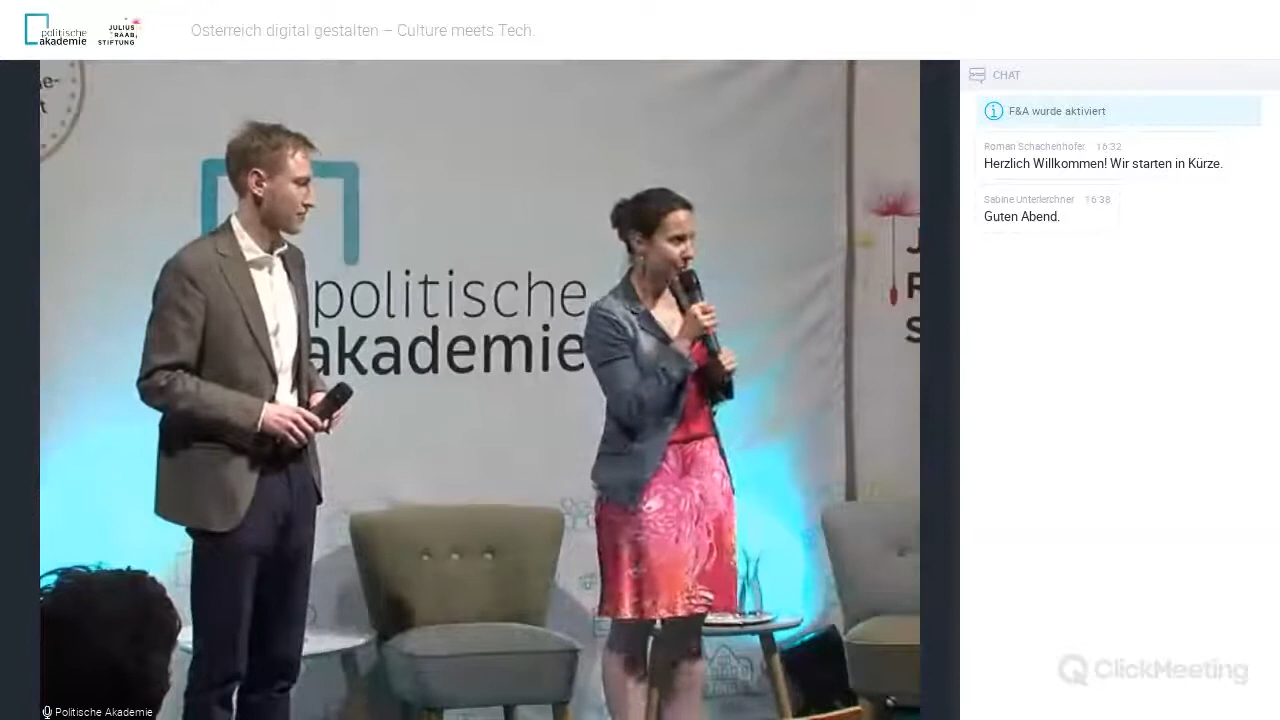 politische
akademie
JULIUS
RAAB
STIFTUNG
Österreich digital gestalten – Culture meets Tech.
CHAT
F&A wurde aktiviert
Roman Schachenhofer 16:32
Herzlich Willkommen! Wir starten in Kürze.
Sabine Unterlerchner 16:38
Guten Abend.
politische
akademie
J
R
S
Politische Akademie
ClickMeeting